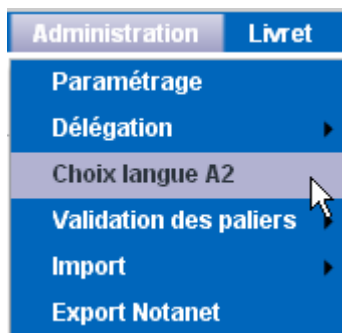 Administration Livret
Paramétrage
Délégation
Choix langue A2
Validation des paliers
Import
Export Notanet